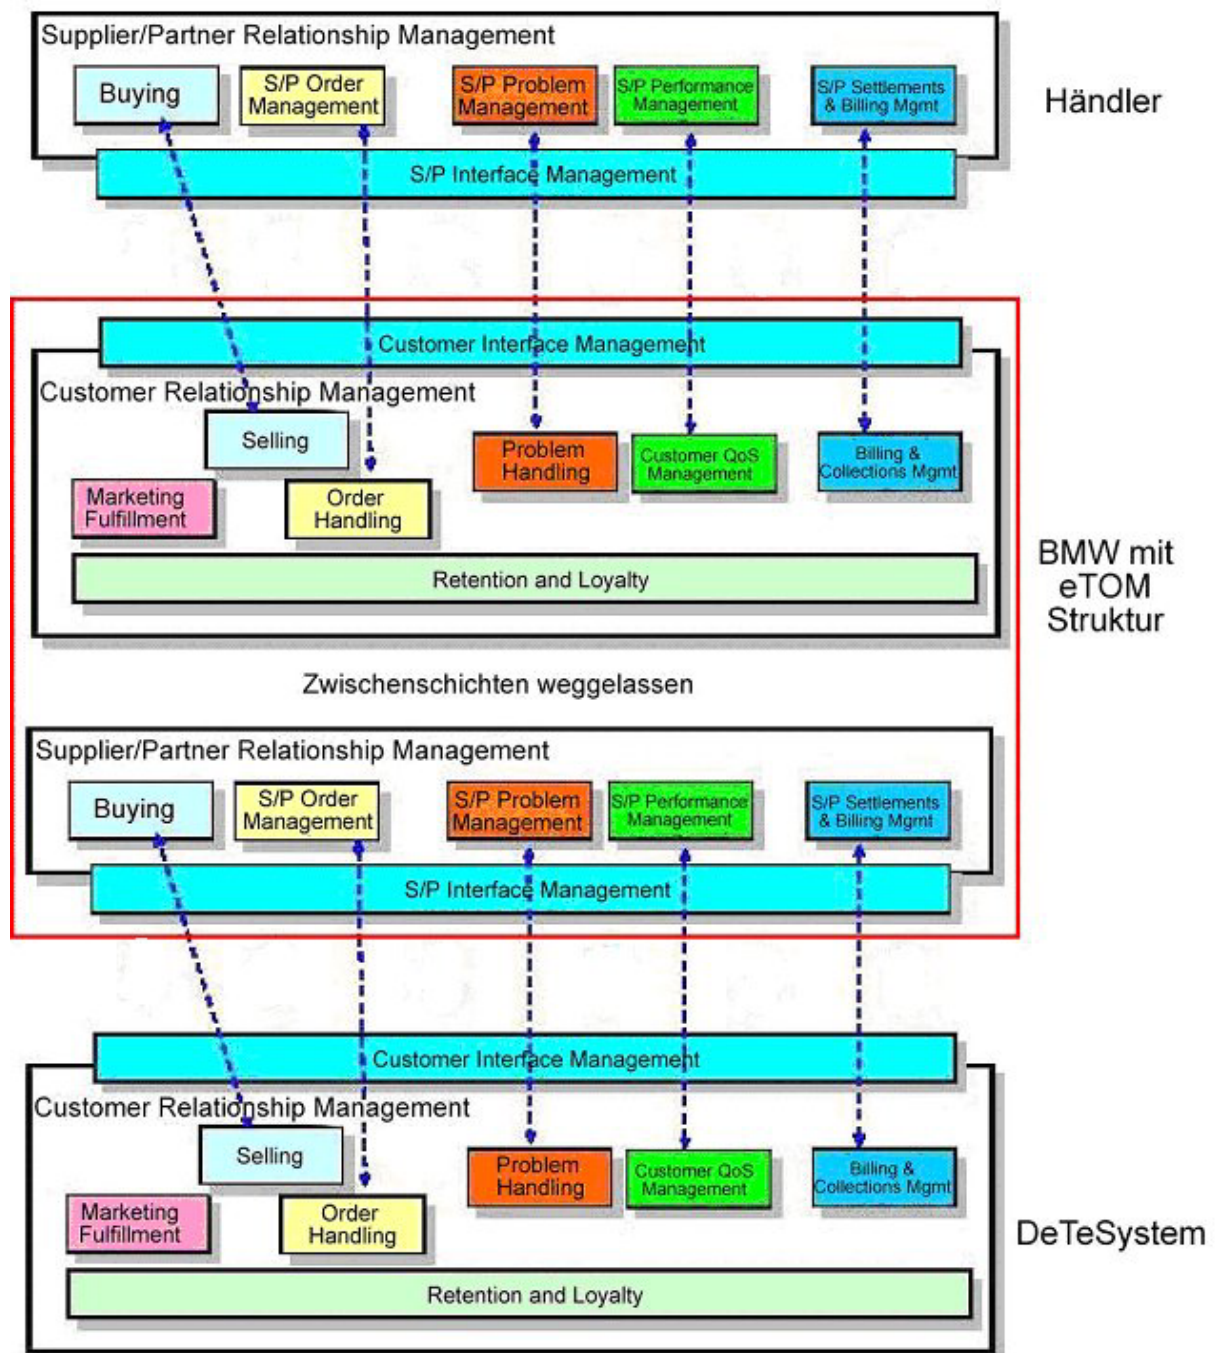 Supplier/Partner Relationship Management
Buying
S/P Order
Management
S/P Problem
Management
S/P Performance
Management
S/P Settlements
& Billing Mgmt
Händler
S/P Interface Management
Customer Interface Management
Customer Relationship Management
Selling
Problem
Handling
Customer QoS
Management
Billing &
Collections Mgmt
Marketing
Fulfillment
Order
Handling
Retention and Loyalty
BMW mit
eTOM
Struktur
Zwischenschichten weggelassen
Supplier/Partner Relationship Management
Buying
S/P Order
Management
S/P Problem
Management
S/P Performance
Management
S/P Settlements
& Billing Mgmt
S/P Interface Management
Customer Interface Management
Customer Relationship Management
Selling
Problem
Handling
Customer QoS
Management
Billing &
Collections Mgmt
Marketing
Fulfillment
Order
Handling
DeTeSystem
Retention and Loyalty